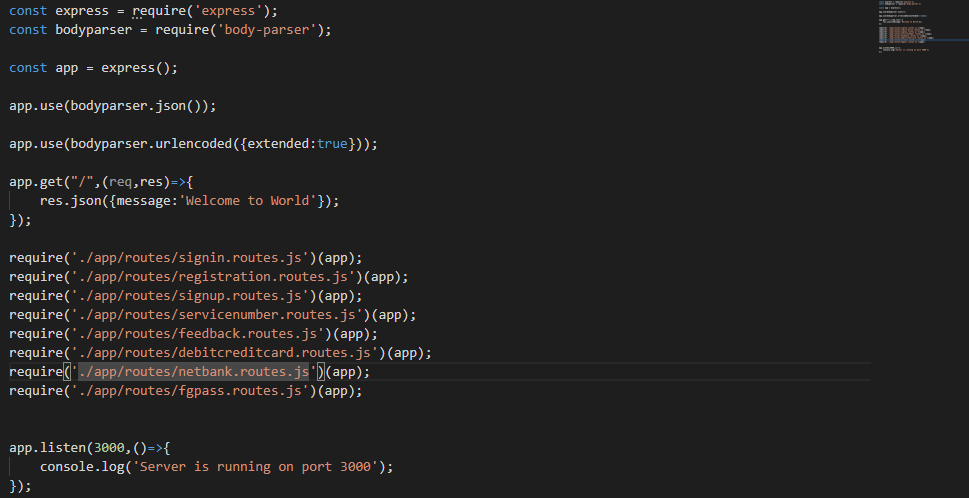 const express = require('express');
const bodyparser = require('body-parser');
const app = express();
app.use(bodyparser.json());
app.use(bodyparser.urlencoded({extended:true}));
app.get("/",(req,res)=>{
    res.json({message:'Welcome to World'});
});
require('./app/routes/signin.routes.js')(app);
require('./app/routes/registration.routes.js')(app);
require('./app/routes/signup.routes.js')(app);
require('./app/routes/servicenumber.routes.js')(app);
require('./app/routes/feedback.routes.js')(app);
require('./app/routes/debitcreditcard.routes.js')(app);
require('./app/routes/netbank.routes.js')(app);
require('./app/routes/fgpass.routes.js')(app);
app.listen(3000,()=>{
    console.log('Server is running on port 3000');
});